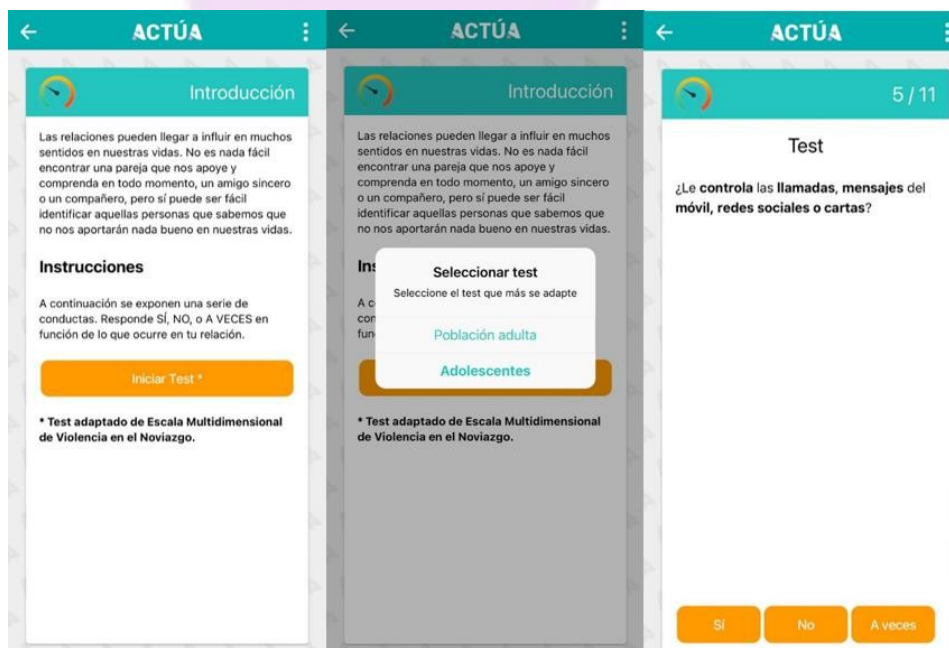 ACTÚA
Introducción
Las relaciones pueden llegar a influir en muchos
sentidos en nuestras vidas. No es nada fácil
encontrar una pareja que nos apoye y
comprenda en todo momento, un amigo sincero
o un compañero, pero sí puede ser fácil
identificar aquellas personas que sabemos que
no nos aportarán nada bueno en nuestras vidas.
Instrucciones
A continuación se exponen una serie de
conductas. Responde SÍ, NO, o A VECES en
función de lo que ocurre en tu relación.
Iniciar Test *
* Test adaptado de Escala Multidimensional
de Violencia en el Noviazgo.
ACTÚA
Introducción
Las relaciones pueden llegar a influir en muchos
sentidos en nuestras vidas. No es nada fácil
encontrar una pareja que nos apoye y
comprenda en todo momento, un amigo sincero
o un compañero, pero sí puede ser fácil
identificar aquellas personas que sabemos que
no nos aportarán nada bueno en nuestras vidas.
Ins
A co
con
fun
Seleccionar test
Seleccione el test que más se adapte
Población adulta
Adolescentes
* Test adaptado de Escala Multidimensional
de Violencia en el Noviazgo.
ACTÚA
5 / 11
Test
¿Le controla las llamadas, mensajes del
móvil, redes sociales o cartas?
Sí
No
A veces